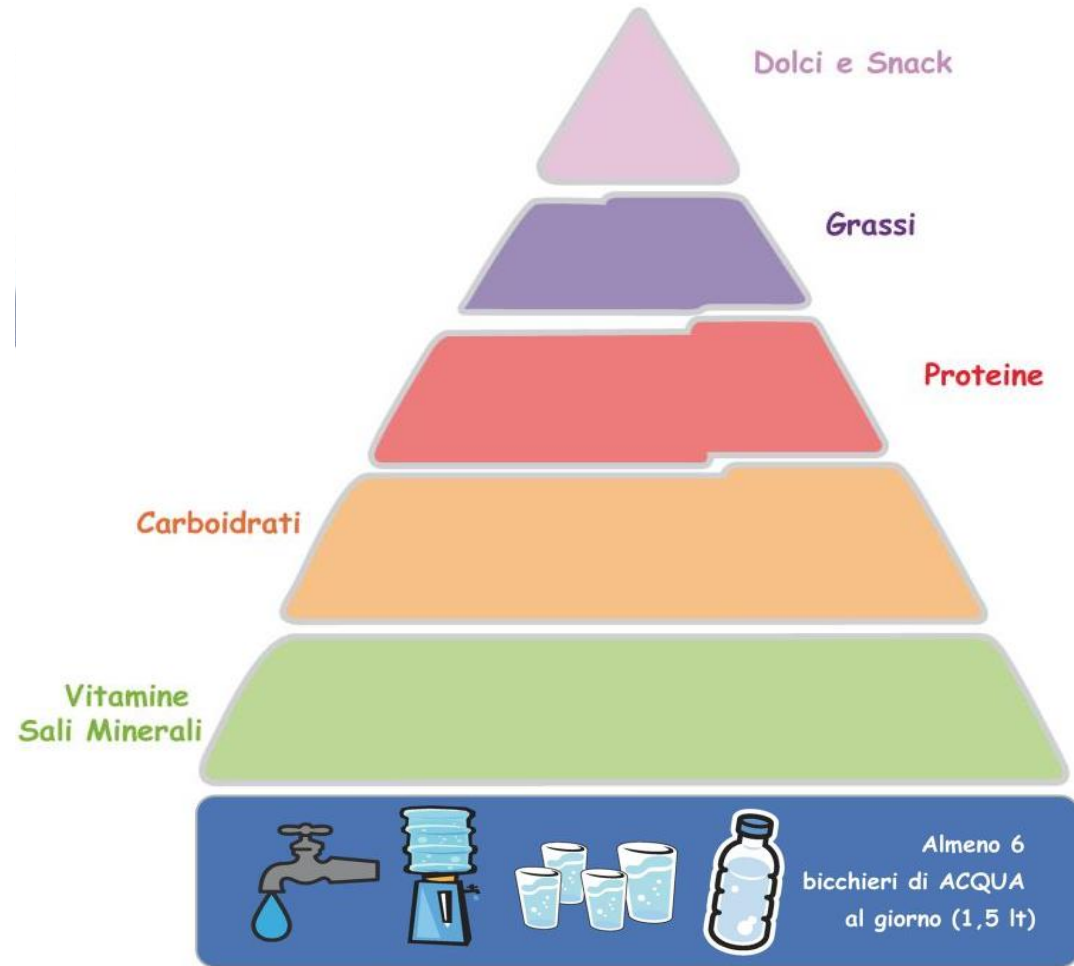 Dolci e Snack
Grassi
Proteine
Carboidrati
Vitamine
Sali Minerali
Almeno 6
bicchieri di ACQUA
al giorno (1,5 lt)